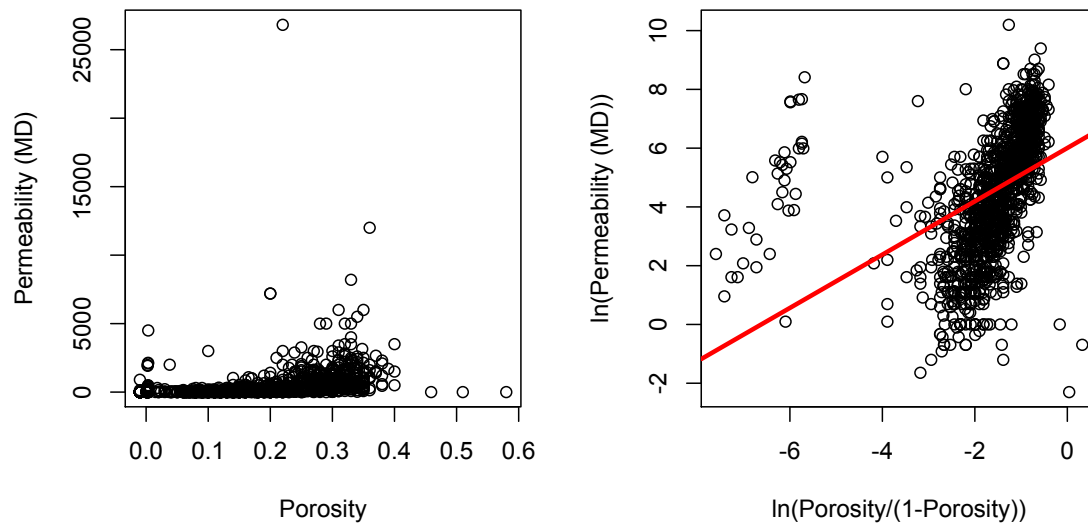 Permeability (MD)
0 5000 15000 25000
0.0 0.1 0.2 0.3 0.4 0.5 0.6
Porosity
ln(Permeability (MD))
-2 0 2 4 6 8 10
-6 -4 -2 0
ln(Porosity/(1-Porosity))